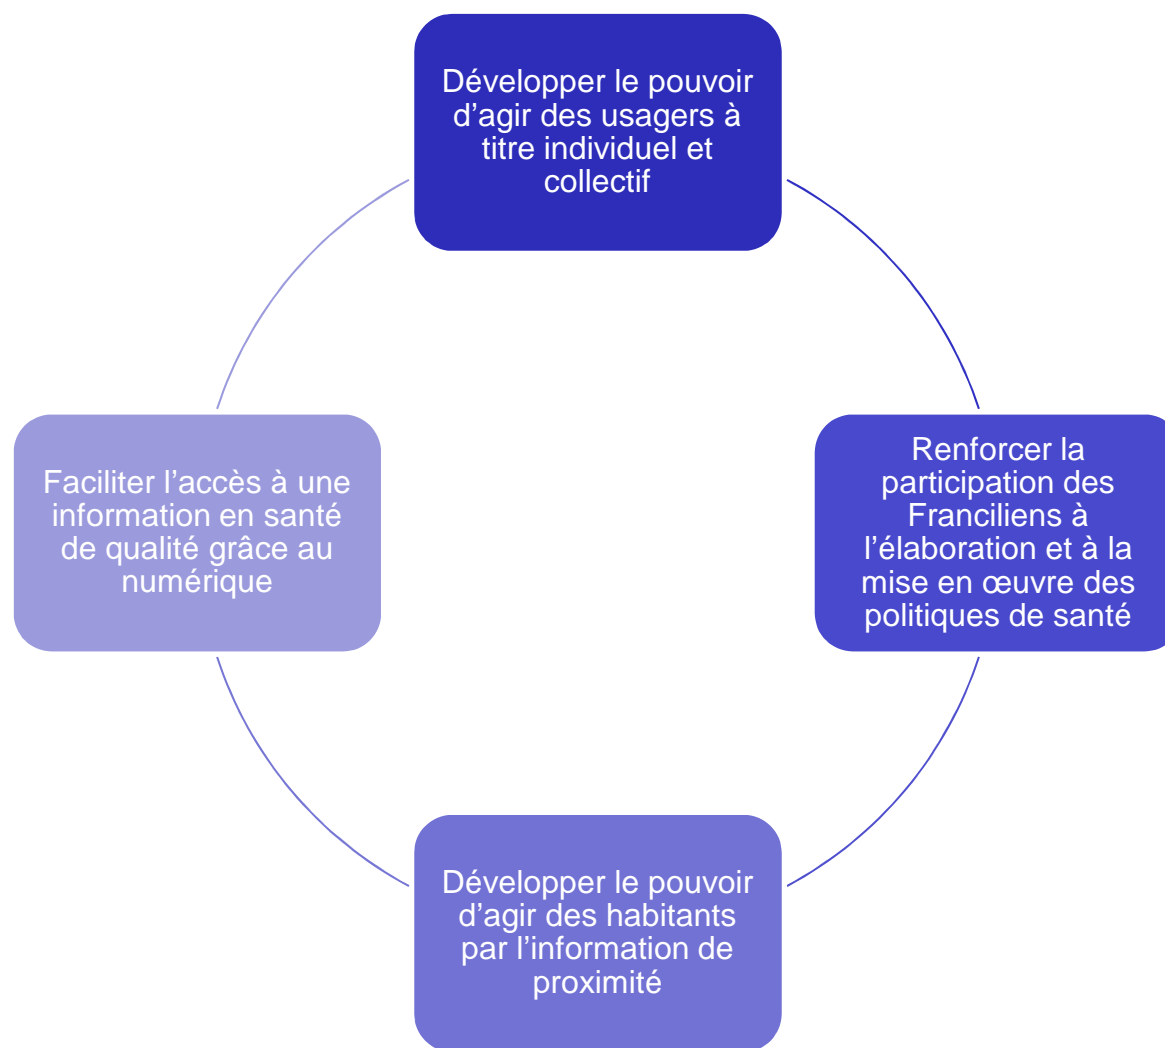 Développer le pouvoir
d’agir des usagers à
titre individuel et
collectif
Renforcer la
participation des
Franciliens à
l’élaboration et à la
mise en œuvre des
politiques de santé
Développer le pouvoir
d’agir des habitants
par l’information de
proximité
Faciliter l’accès à une
information en santé
de qualité grâce au
numérique